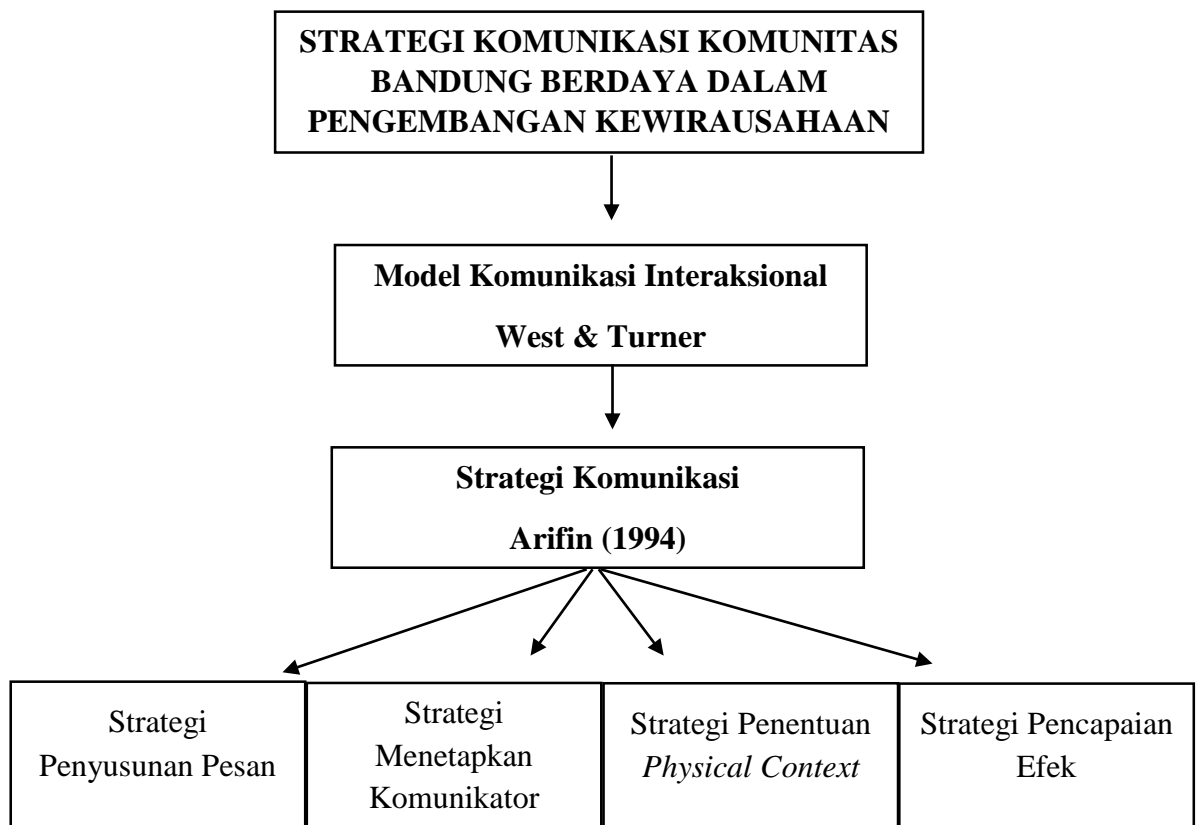 STRATEGI KOMUNIKASI KOMUNITAS
BANDUNG BERDAYA DALAM
PENGEMBANGAN KEWIRAUSAHAAN
Model Komunikasi Interaksional
West & Turner
Strategi Komunikasi
Arifin (1994)
Strategi
Penyusunan Pesan
Strategi
Menetapkan
Komunikator
Strategi Penentuan
Physical Context
Strategi Pencapaian
Efek